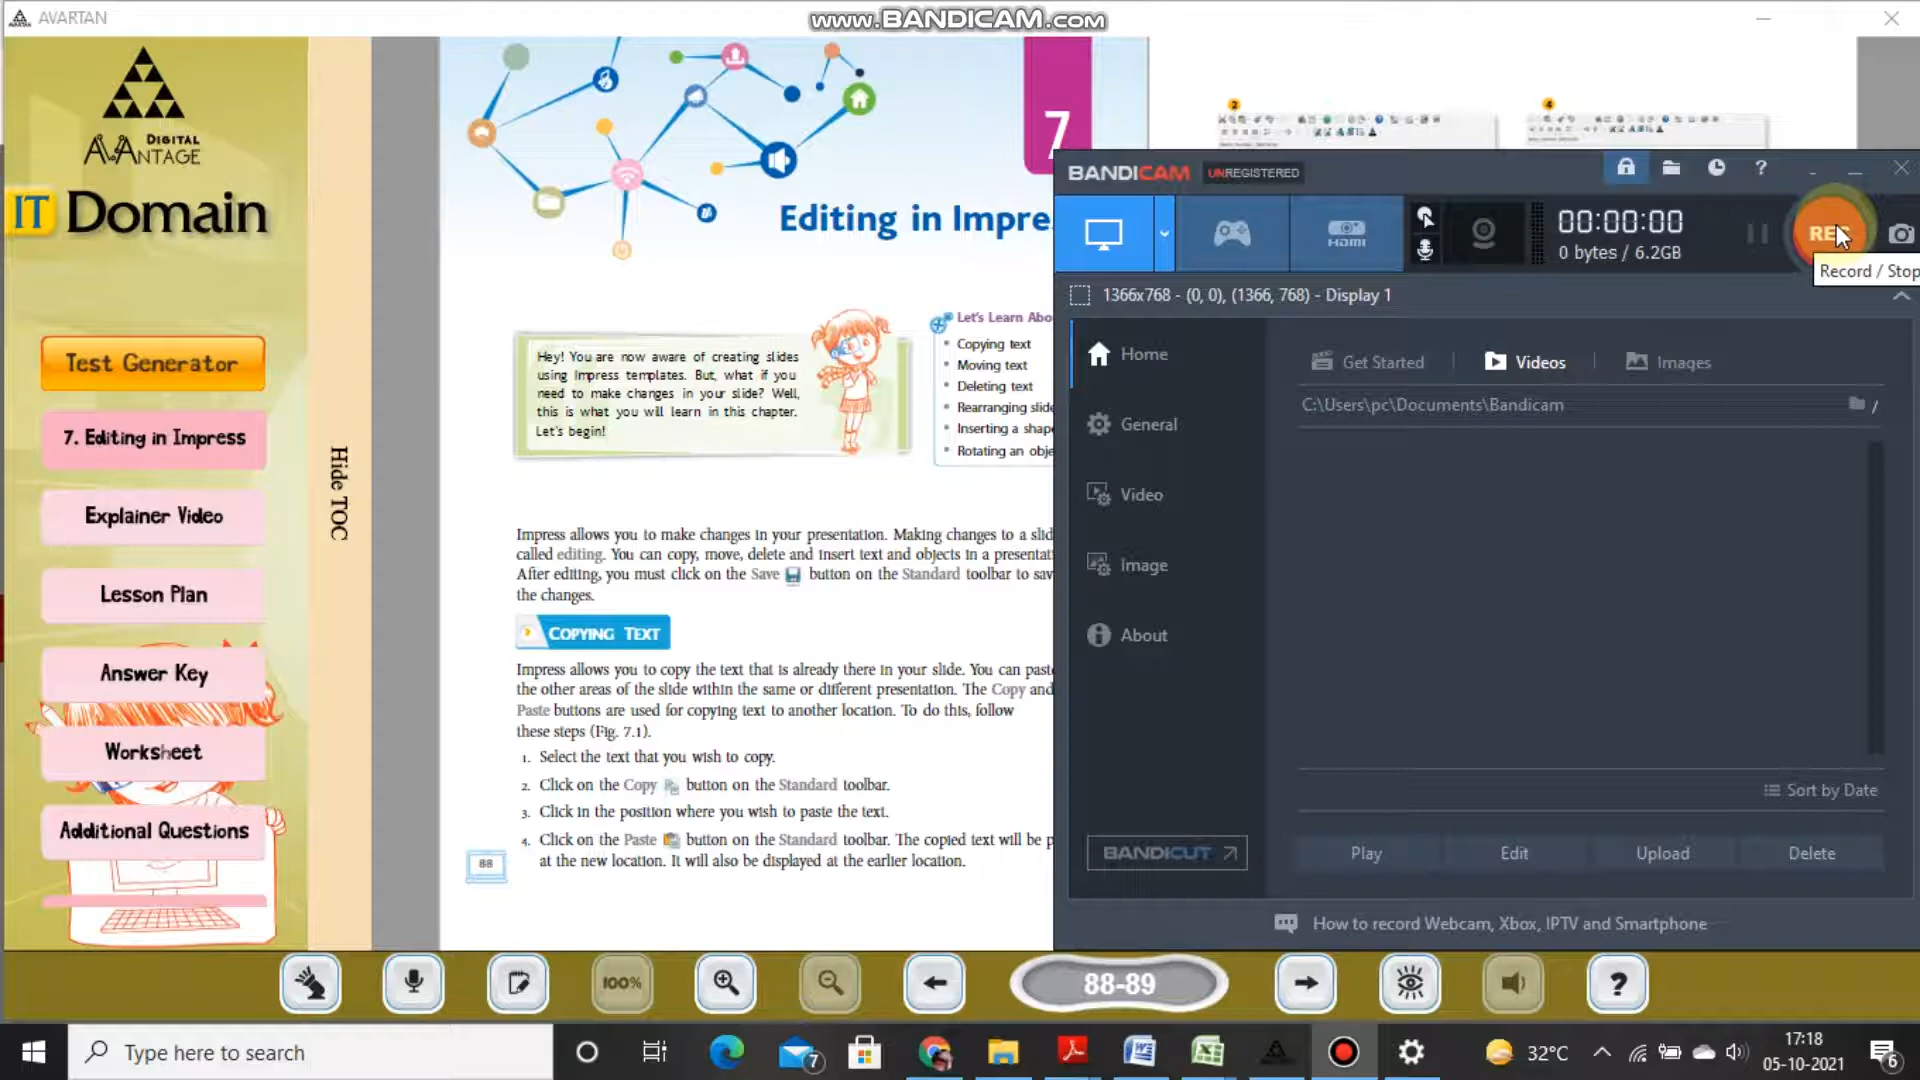 AVARTAN
www.BANDICAM.com
DIGITAL
AVANTAGE
IT Domain
Test Generator
7. Editing in Impress
Explainer Video
Lesson Plan
Answer Key
Worksheet
Additional Questions
Hide TOC
7
Editing in Impre
Hey! You are now aware of creating slides
using Impress templates. But, what if you
need to make changes in your slide? Well,
this is what you will learn in this chapter.
Let's begin!
Let's Learn Abo
Copying text
Moving text
Deleting text
Rearranging slide
Inserting a shap
Rotating an obje
Impress allows you to make changes in your presentation. Making changes to a slid
called editing. You can copy, move, delete and insert text and objects in a presentat
After editing, you must click on the Save button on the Standard toolbar to sav
the changes.
COPYING TEXT
Impress allows you to copy the text that is already there in your slide. You can past
the other areas of the slide within the same or different presentation. The Copy and
Paste buttons are used for copying text to another location. To do this, follow
these steps (Fig. 7.1).
1. Select the text that you wish to copy.
2. Click on the Copy button on the Standard toolbar.
3. Click in the position where you wish to paste the text.
4. Click on the Paste button on the Standard toolbar. The copied text will be p
at the new location. It will also be displayed at the earlier location.
88
2
4
BANDICAM UNREGISTERED
?
HDMI
00:00:00
0 bytes / 6.2GB
REC
Record / Stop
1366x768 - (0, 0), (1366, 768) - Display 1
Home
General
Video
Image
About
BANDICUT
Get Started
Videos
Images
C:\Users\pc\Documents\Bandicam
/
Sort by Date
Play
Edit
Upload
Delete
How to record Webcam, Xbox, IPTV and Smartphone
100%
88-89
?
Type here to search
7
32°C
17:18
05-10-2021
6